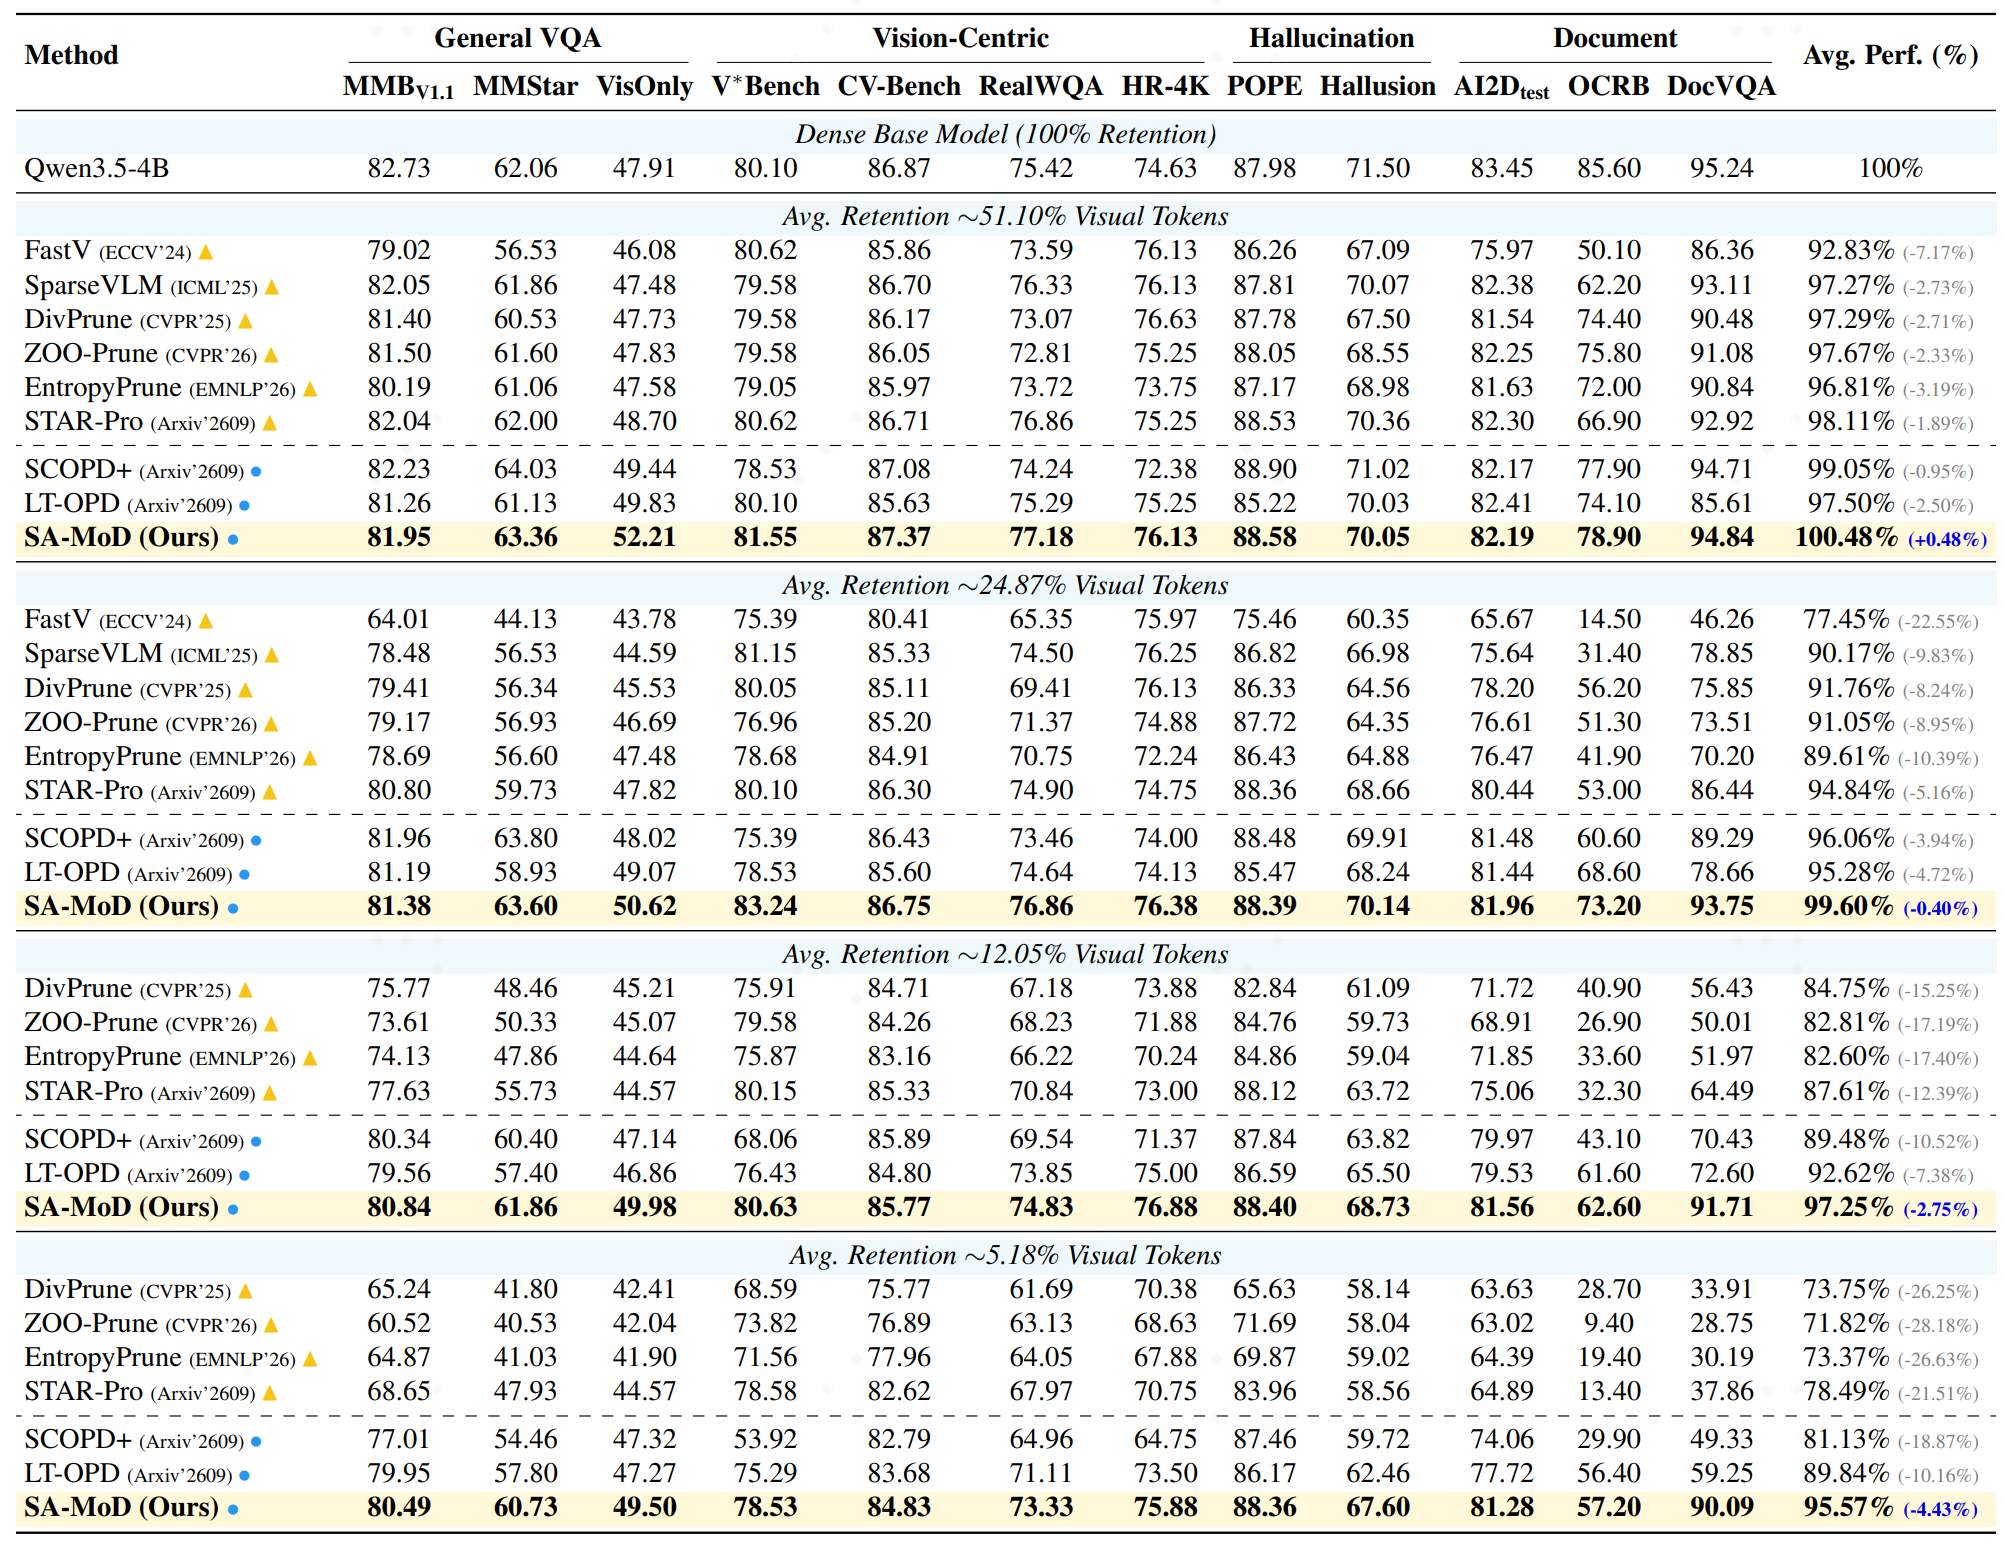 Method General VQA Vision-Centric Hallucination Document Avg. Perf. (%)
MMBV1.1 MMStar VisOnly V*Bench CV-Bench RealWQA HR-4K POPE Hallusion AI2Dtest OCRB DocVQA
Dense Base Model (100% Retention)
Qwen3.5-4B 82.73 62.06 47.91 80.10 86.87 75.42 74.63 87.98 71.50 83.45 85.60 95.24 100%
Avg. Retention ~51.10% Visual Tokens
FastV (ECCV'24) ▲ 79.02 56.53 46.08 80.62 85.86 73.59 76.13 86.26 67.09 75.97 50.10 86.36 92.83% (-7.17%)
SparseVLM (ICML'25) ▲ 82.05 61.86 47.48 79.58 86.70 76.33 76.13 87.81 70.07 82.38 62.20 93.11 97.27% (-2.73%)
DivPrune (CVPR'25) ▲ 81.40 60.53 47.73 79.58 86.17 73.07 76.63 87.78 67.50 81.54 74.40 90.48 97.29% (-2.71%)
ZOO-Prune (CVPR'26) ▲ 81.50 61.60 47.83 79.58 86.05 72.81 75.25 88.05 68.55 82.25 75.80 91.08 97.67% (-2.33%)
EntropyPrune (EMNLP'26) ▲ 80.19 61.06 47.58 79.05 85.97 73.72 73.75 87.17 68.98 81.63 72.00 90.84 96.81% (-3.19%)
STAR-Pro (Arxiv'2609) ▲ 82.04 62.00 48.70 80.62 86.71 76.86 75.25 88.53 70.36 82.30 66.90 92.92 98.11% (-1.89%)
SCOPD+ (Arxiv'2609) ● 82.23 64.03 49.44 78.53 87.08 74.24 72.38 88.90 71.02 82.17 77.90 94.71 99.05% (-0.95%)
LT-OPD (Arxiv'2609) ● 81.26 61.13 49.83 80.10 85.63 75.29 75.25 85.22 70.03 82.41 74.10 85.61 97.50% (-2.50%)
SA-MoD (Ours) ● 81.95 63.36 52.21 81.55 87.37 77.18 76.13 88.58 70.05 82.19 78.90 94.84 100.48% (+0.48%)
Avg. Retention ~24.87% Visual Tokens
FastV (ECCV'24) ▲ 64.01 44.13 43.78 75.39 80.41 65.35 75.97 75.46 60.35 65.67 14.50 46.26 77.45% (-22.55%)
SparseVLM (ICML'25) ▲ 78.48 56.53 44.59 81.15 85.33 74.50 76.25 86.82 66.98 75.64 31.40 78.85 90.17% (-9.83%)
DivPrune (CVPR'25) ▲ 79.41 56.34 45.53 80.05 85.11 69.41 76.13 86.33 64.56 78.20 56.20 75.85 91.76% (-8.24%)
ZOO-Prune (CVPR'26) ▲ 79.17 56.93 46.69 76.96 85.20 71.37 74.88 87.72 64.35 76.61 51.30 73.51 91.05% (-8.95%)
EntropyPrune (EMNLP'26) ▲ 78.69 56.60 47.48 78.68 84.91 70.75 72.24 86.43 64.88 76.47 41.90 70.20 89.61% (-10.39%)
STAR-Pro (Arxiv'2609) ▲ 80.80 59.73 47.82 80.10 86.30 74.90 74.75 88.36 68.66 80.44 53.00 86.44 94.84% (-5.16%)
SCOPD+ (Arxiv'2609) ● 81.96 63.80 48.02 75.39 86.43 73.46 74.00 88.48 69.91 81.48 60.60 89.29 96.06% (-3.94%)
LT-OPD (Arxiv'2609) ● 81.19 58.93 49.07 78.53 85.60 74.64 74.13 85.47 68.24 81.44 68.60 78.66 95.28% (-4.72%)
SA-MoD (Ours) ● 81.38 63.60 50.62 83.24 86.75 76.86 76.38 88.39 70.14 81.96 73.20 93.75 99.60% (-0.40%)
Avg. Retention ~12.05% Visual Tokens
DivPrune (CVPR'25) ▲ 75.77 48.46 45.21 75.91 84.71 67.18 73.88 82.84 61.09 71.72 40.90 56.43 84.75% (-15.25%)
ZOO-Prune (CVPR'26) ▲ 73.61 50.33 45.07 79.58 84.26 68.23 71.88 84.76 59.73 68.91 26.90 50.01 82.81% (-17.19%)
EntropyPrune (EMNLP'26) ▲ 74.13 47.86 44.64 75.87 83.16 66.22 70.24 84.86 59.04 71.85 33.60 51.97 82.60% (-17.40%)
STAR-Pro (Arxiv'2609) ▲ 77.63 55.73 44.57 80.15 85.33 70.84 73.00 88.12 63.72 75.06 32.30 64.49 87.61% (-12.39%)
SCOPD+ (Arxiv'2609) ● 80.34 60.40 47.14 68.06 85.89 69.54 71.37 87.84 63.82 79.97 43.10 70.43 89.48% (-10.52%)
LT-OPD (Arxiv'2609) ● 79.56 57.40 46.86 76.43 84.80 73.85 75.00 86.59 65.50 79.53 61.60 72.60 92.62% (-7.38%)
SA-MoD (Ours) ● 80.84 61.86 49.98 80.63 85.77 74.83 76.88 88.40 68.73 81.56 62.60 91.71 97.25% (-2.75%)
Avg. Retention ~5.18% Visual Tokens
DivPrune (CVPR'25) ▲ 65.24 41.80 42.41 68.59 75.77 61.69 70.38 65.63 58.14 63.63 28.70 33.91 73.75% (-26.25%)
ZOO-Prune (CVPR'26) ▲ 60.52 40.53 42.04 73.82 76.89 63.13 68.63 71.69 58.04 63.02 9.40 28.75 71.82% (-28.18%)
EntropyPrune (EMNLP'26) ▲ 64.87 41.03 41.90 71.56 77.96 64.05 67.88 69.87 59.02 64.39 19.40 30.19 73.37% (-26.63%)
STAR-Pro (Arxiv'2609) ▲ 68.65 47.93 44.57 78.58 82.62 67.97 70.75 83.96 58.56 64.89 13.40 37.86 78.49% (-21.51%)
SCOPD+ (Arxiv'2609) ● 77.01 54.46 47.32 53.92 82.79 64.96 64.75 87.46 59.72 74.06 29.90 49.33 81.13% (-18.87%)
LT-OPD (Arxiv'2609) ● 79.95 57.80 47.27 75.29 83.68 71.11 73.50 86.17 62.46 77.72 56.40 59.25 89.84% (-10.16%)
SA-MoD (Ours) ● 80.49 60.73 49.50 78.53 84.83 73.33 75.88 88.36 67.60 81.28 57.20 90.09 95.57% (-4.43%)